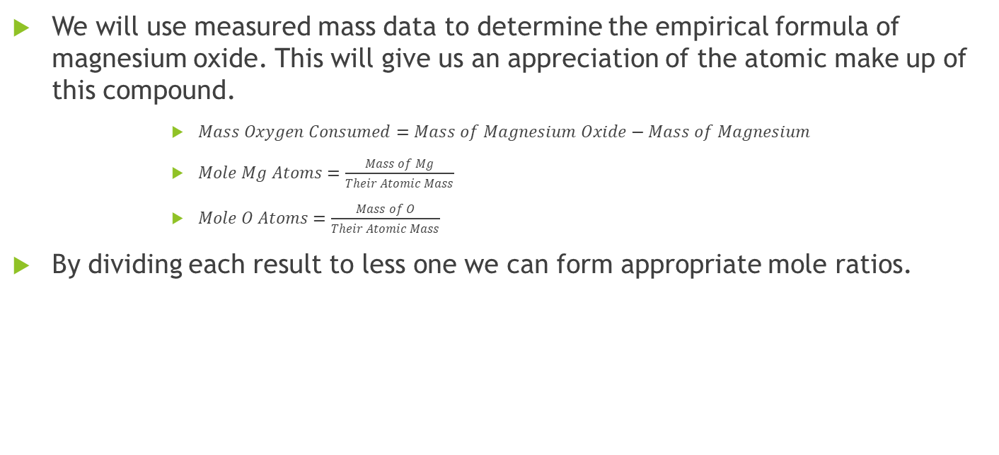 We will use measured mass data to determine the empirical formula of
magnesium oxide. This will give us an appreciation of the atomic make up of
this compound.
Mass Oxygen Consumed = Mass of Magnesium Oxide − Mass of Magnesium
Mole Mg Atoms = Mass of Mg / Their Atomic Mass
Mole O Atoms = Mass of O / Their Atomic Mass
By dividing each result to less one we can form appropriate mole ratios.